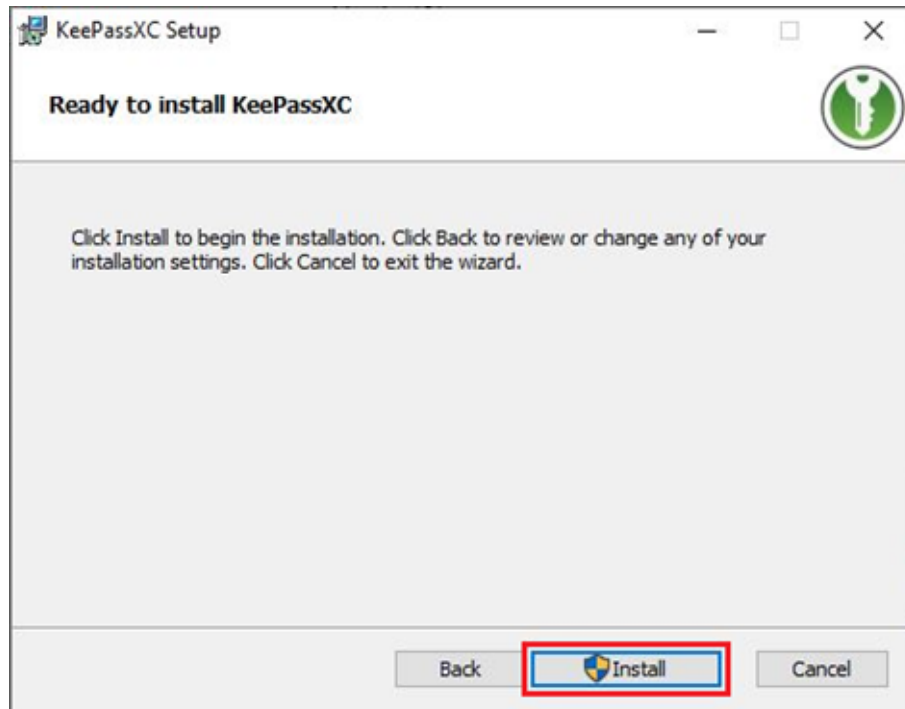 KeePassXC Setup
Ready to install KeePassXC
Click Install to begin the installation. Click Back to review or change any of your
installation settings. Click Cancel to exit the wizard.
Back
Install
Cancel